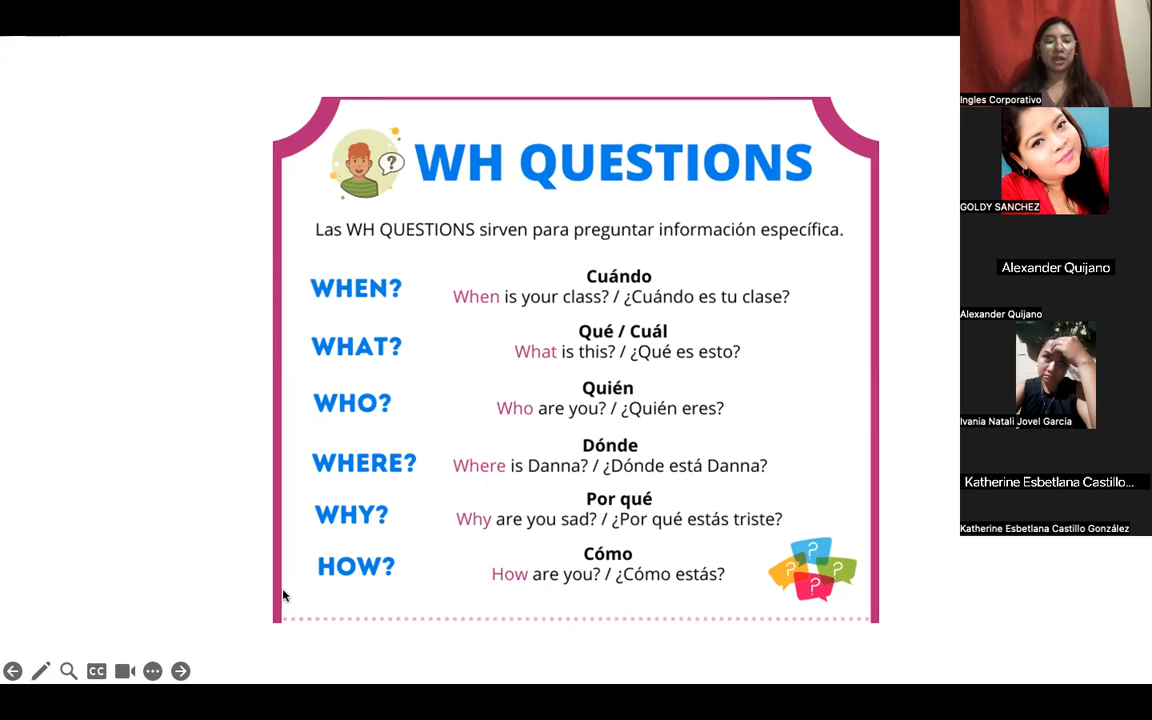 WH QUESTIONS
Las WH QUESTIONS sirven para preguntar información específica.
WHEN?
Cuándo
When is your class? / ¿Cuándo es tu clase?
WHAT?
Qué / Cuál
What is this? / ¿Qué es esto?
WHO?
Quién
Who are you? / ¿Quién eres?
WHERE?
Dónde
Where is Danna? / ¿Dónde está Danna?
WHY?
Por qué
Why are you sad? / ¿Por qué estás triste?
HOW?
Cómo
How are you? / ¿Cómo estás?
CC
Ingles Corporativo
GOLDY SANCHEZ
Alexander Quijano
Alexander Quijano
Ivania Natali Jovel Garcia
Katherine Esbetlana Castillo...
Katherine Esbetlana Castillo González